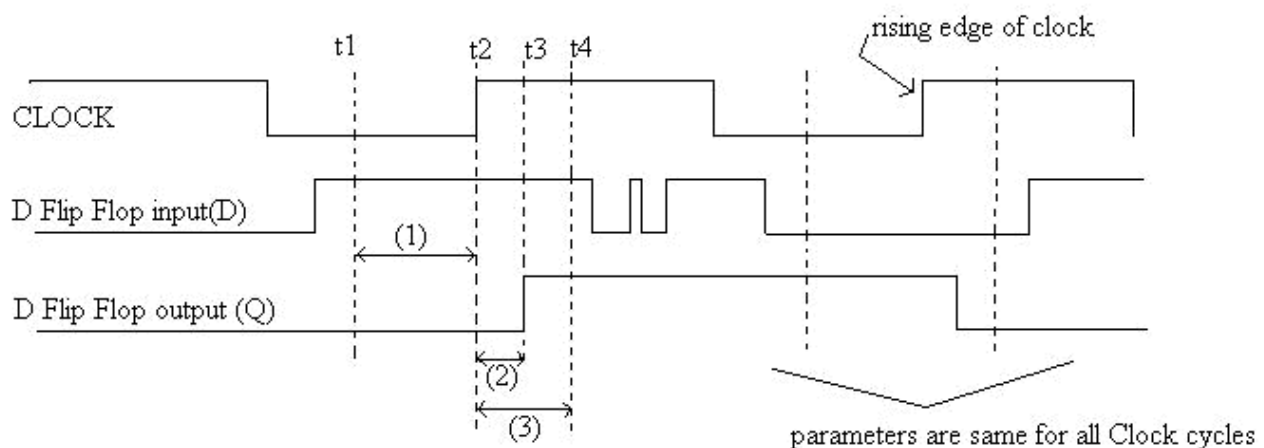 rising edge of clock
t1
t2
t3
t4
CLOCK
D Flip Flop input(D)
(1)
D Flip Flop output (Q)
(2)
(3)
parameters are same for all Clock cycles